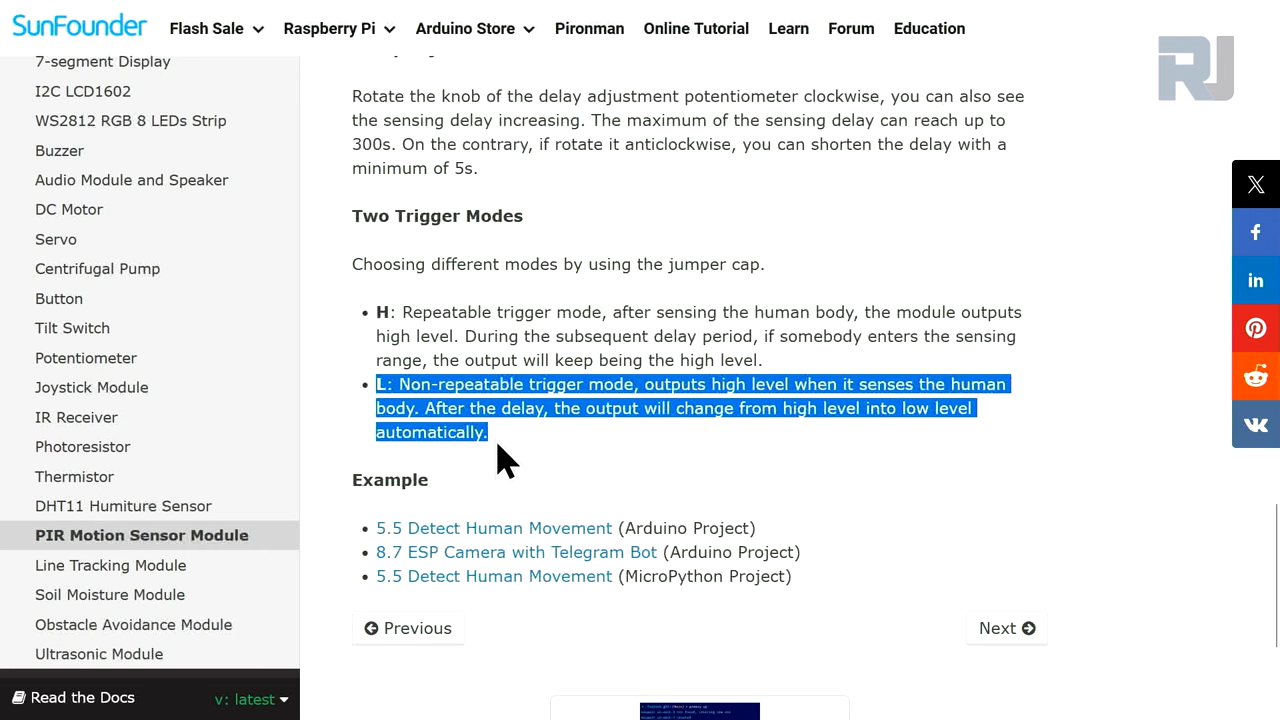 SunFounder
Flash Sale
Raspberry Pi
Arduino Store
Pironman
Online Tutorial
Learn
Forum
Education
RJ
7-segment Display
I2C LCD1602
WS2812 RGB 8 LEDs Strip
Buzzer
Audio Module and Speaker
DC Motor
Servo
Centrifugal Pump
Button
Tilt Switch
Potentiometer
Joystick Module
IR Receiver
Photoresistor
Thermistor
DHT11 Humiture Sensor
PIR Motion Sensor Module
Line Tracking Module
Soil Moisture Module
Obstacle Avoidance Module
Ultrasonic Module
Read the Docs
v: latest
Rotate the knob of the delay adjustment potentiometer clockwise, you can also see
the sensing delay increasing. The maximum of the sensing delay can reach up to
300s. On the contrary, if rotate it anticlockwise, you can shorten the delay with a
minimum of 5s.
Two Trigger Modes
Choosing different modes by using the jumper cap.
• H: Repeatable trigger mode, after sensing the human body, the module outputs
high level. During the subsequent delay period, if somebody enters the sensing
range, the output will keep being the high level.
• L: Non-repeatable trigger mode, outputs high level when it senses the human
body. After the delay, the output will change from high level into low level
automatically.
Example
• 5.5 Detect Human Movement (Arduino Project)
• 8.7 ESP Camera with Telegram Bot (Arduino Project)
• 5.5 Detect Human Movement (MicroPython Project)
Previous
Next